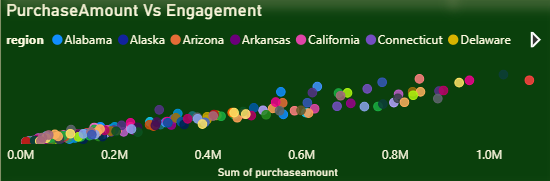 PurchaseAmount Vs Engagement
region Alabama Alaska Arizona Arkansas California Connecticut Delaware
0.0M 0.2M 0.4M 0.6M 0.8M 1.0M
Sum of purchaseamount